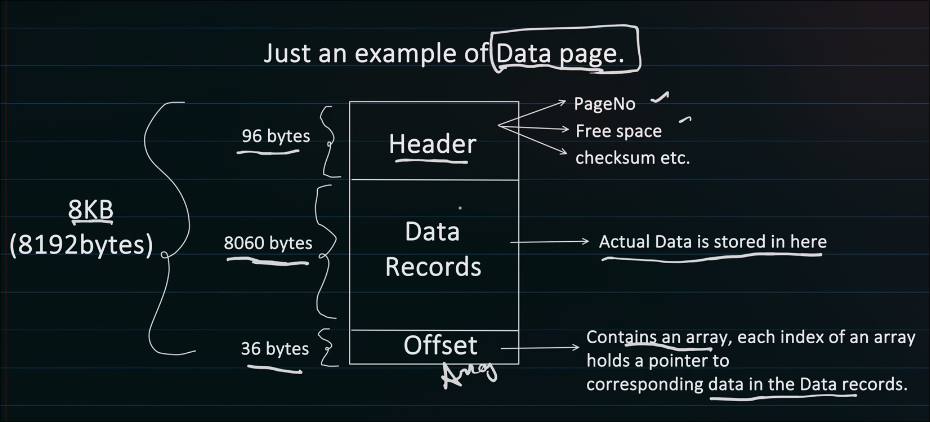 Just an example of Data page.
96 bytes
Header
PageNo
Free space
checksum etc.
8KB
(8192bytes)
8060 bytes
Data
Records
Actual Data is stored in here
36 bytes
Offset
Array
Contains an array, each index of an array
holds a pointer to
corresponding data in the Data records.